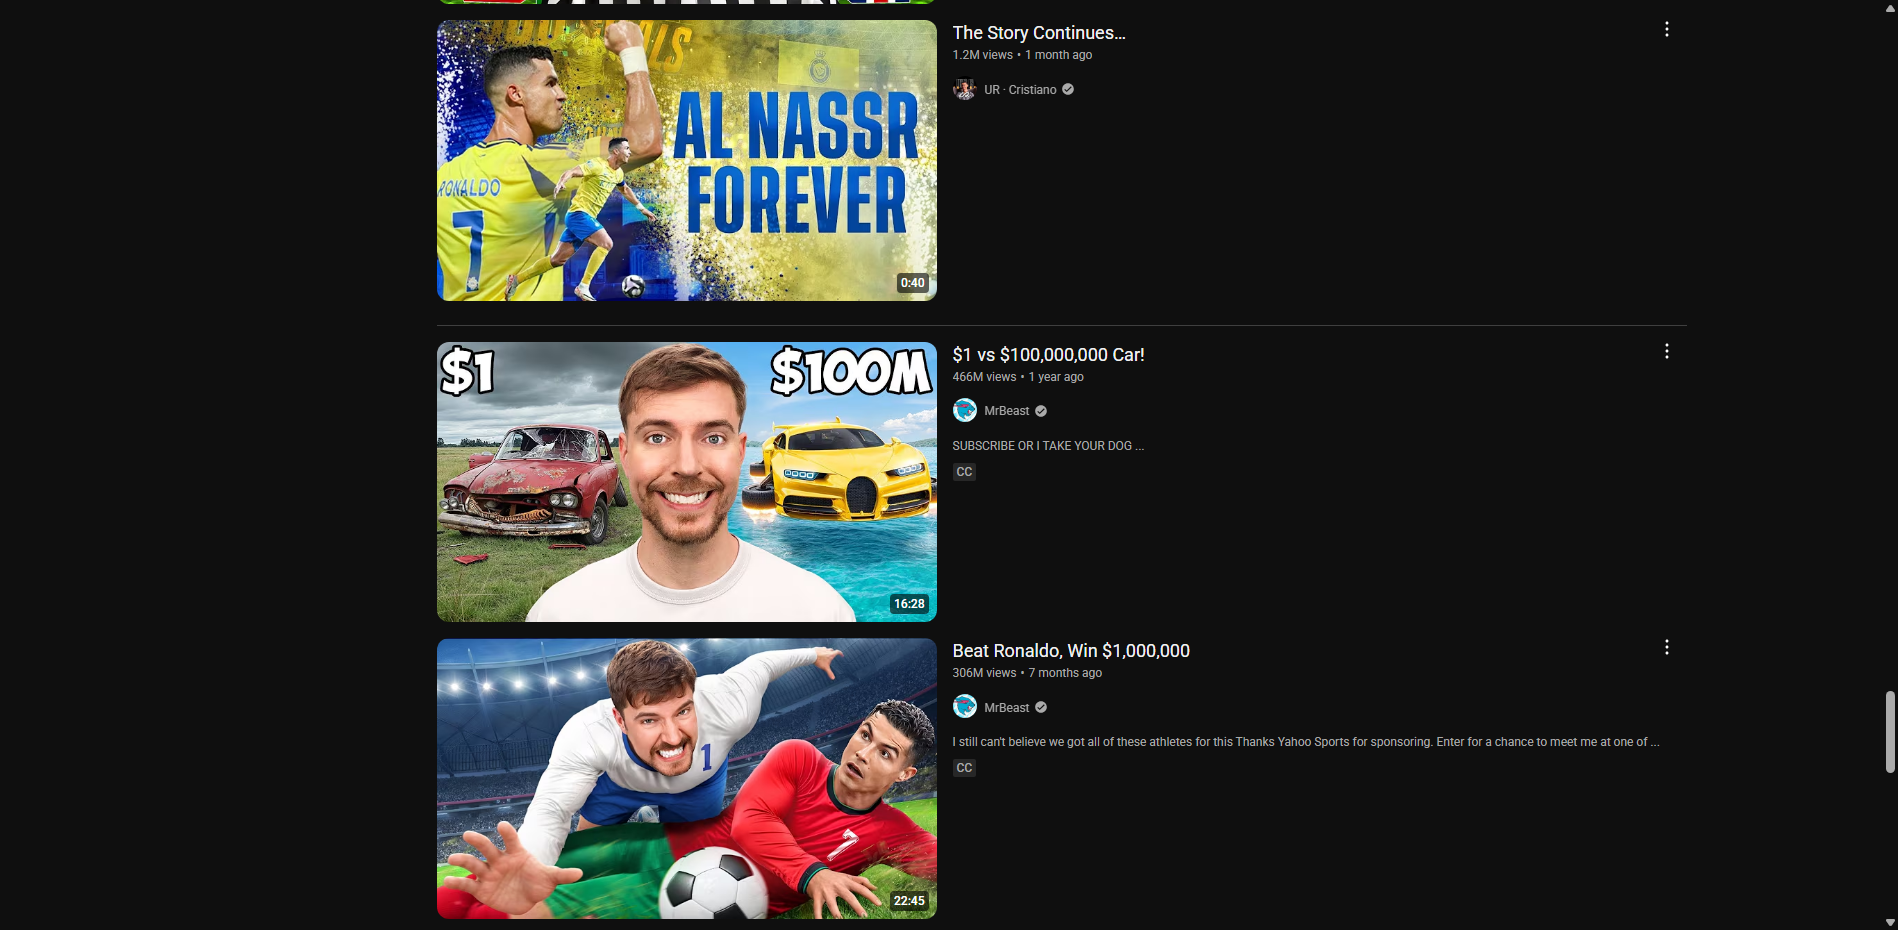 AL NASSR
FOREVER
RONALDO
7
0:40
The Story Continues...
1.2M views • 1 month ago
UR · Cristiano
$1
$100M
16:28
$1 vs $100,000,000 Car!
466M views • 1 year ago
MrBeast
SUBSCRIBE OR I TAKE YOUR DOG ...
CC
1
7
22:45
Beat Ronaldo, Win $1,000,000
306M views • 7 months ago
MrBeast
I still can't believe we got all of these athletes for this Thanks Yahoo Sports for sponsoring. Enter for a chance to meet me at one of ...
CC